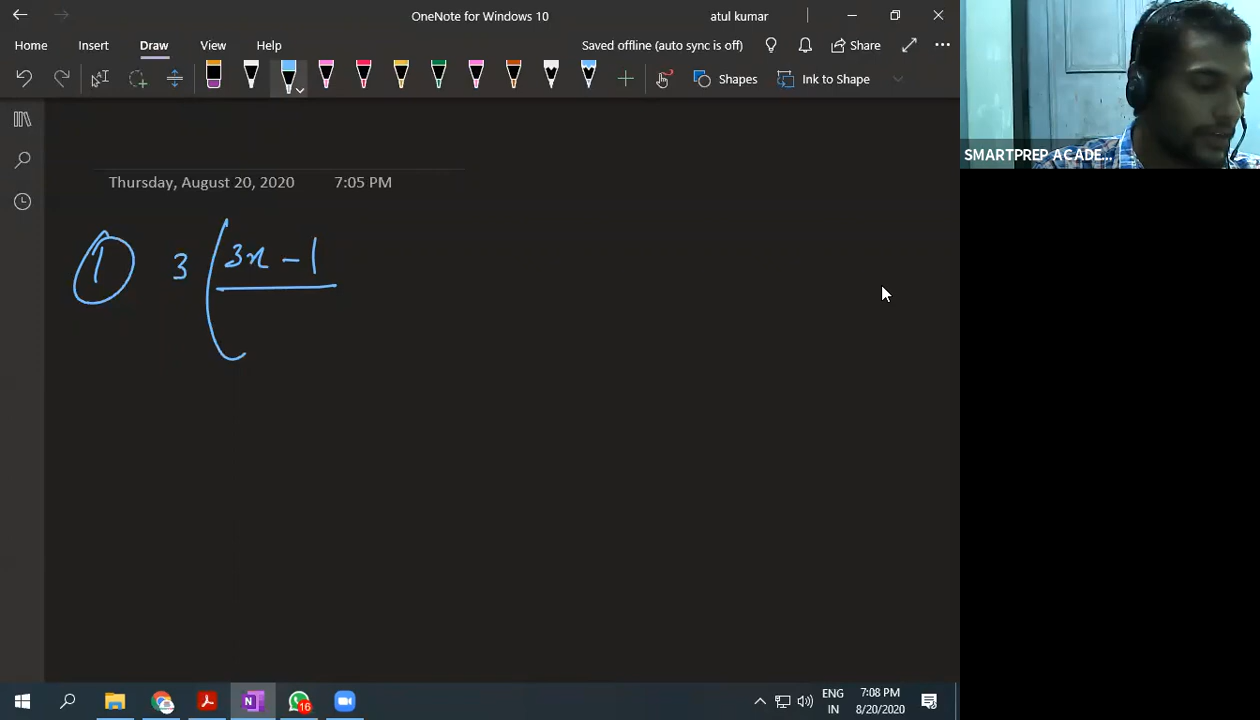 OneNote for Windows 10
atul kumar
Home
Insert
Draw
View
Help
Saved offline (auto sync is off)
Share
Shapes
Ink to Shape
SMARTPREP ACADE...
Thursday, August 20, 2020
7:05 PM
① 3 ( 3x - 1
16
ENG
IN
7:08 PM
8/20/2020